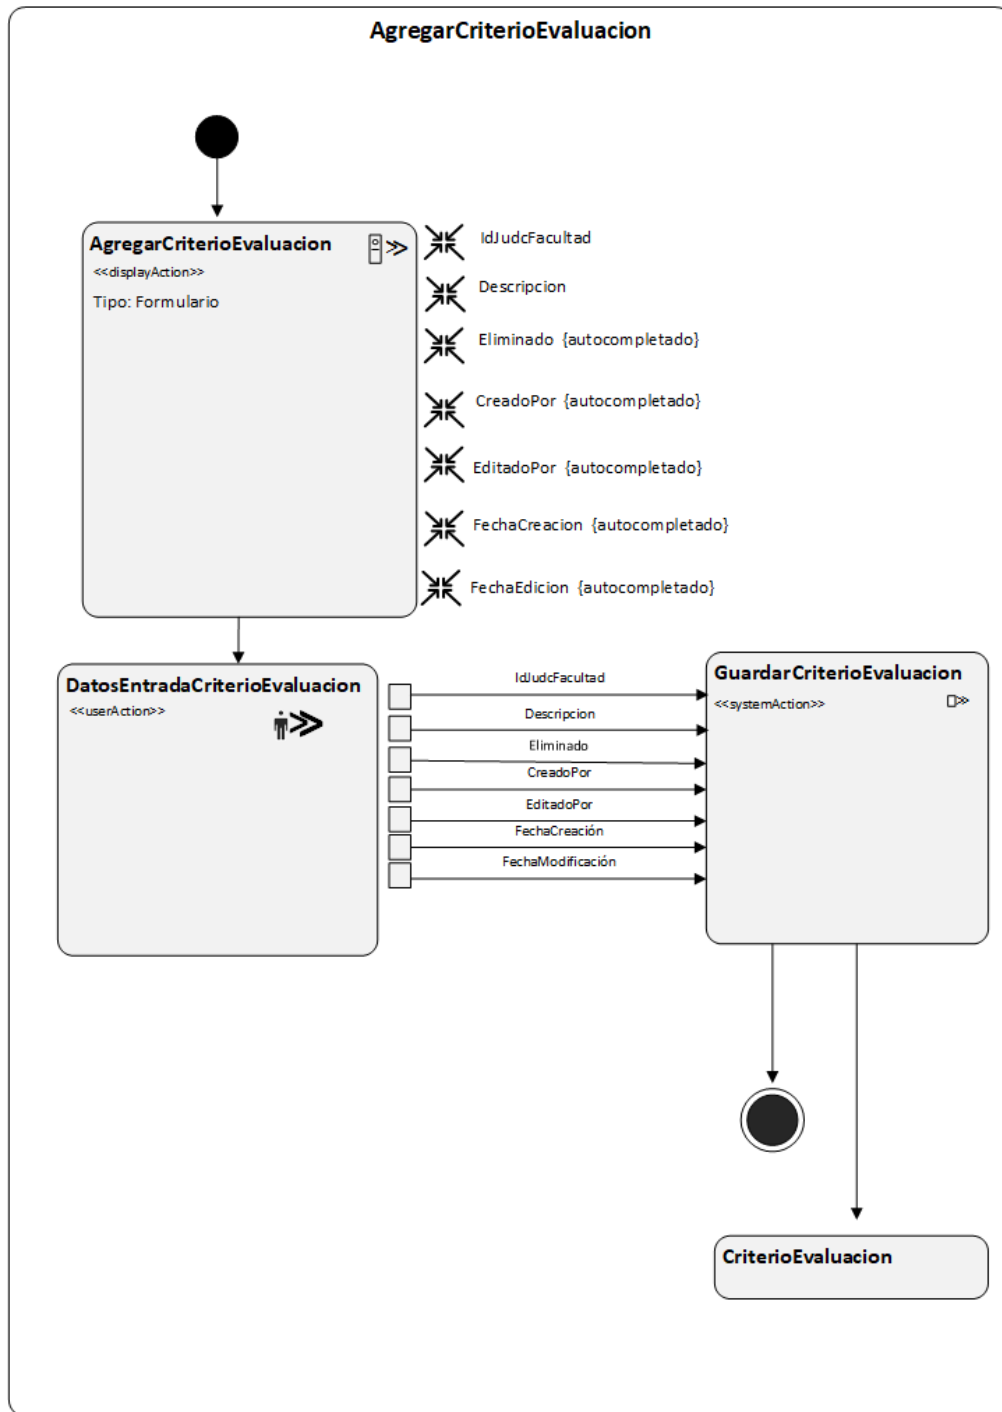 AgregarCriterioEvaluacion
AgregarCriterioEvaluacion
<<displayAction>>
Tipo: Formulario
IdJudcFacultad
Descripcion
Eliminado {autocompletado}
CreadoPor {autocompletado}
EditadoPor {autocompletado}
FechaCreacion {autocompletado}
FechaEdicion {autocompletado}
DatosEntradaCriterioEvaluacion
<<userAction>>
IdJudcFacultad
Descripcion
Eliminado
CreadoPor
EditadoPor
FechaCreación
FechaModificación
GuardarCriterioEvaluacion
<<systemAction>>
CriterioEvaluacion